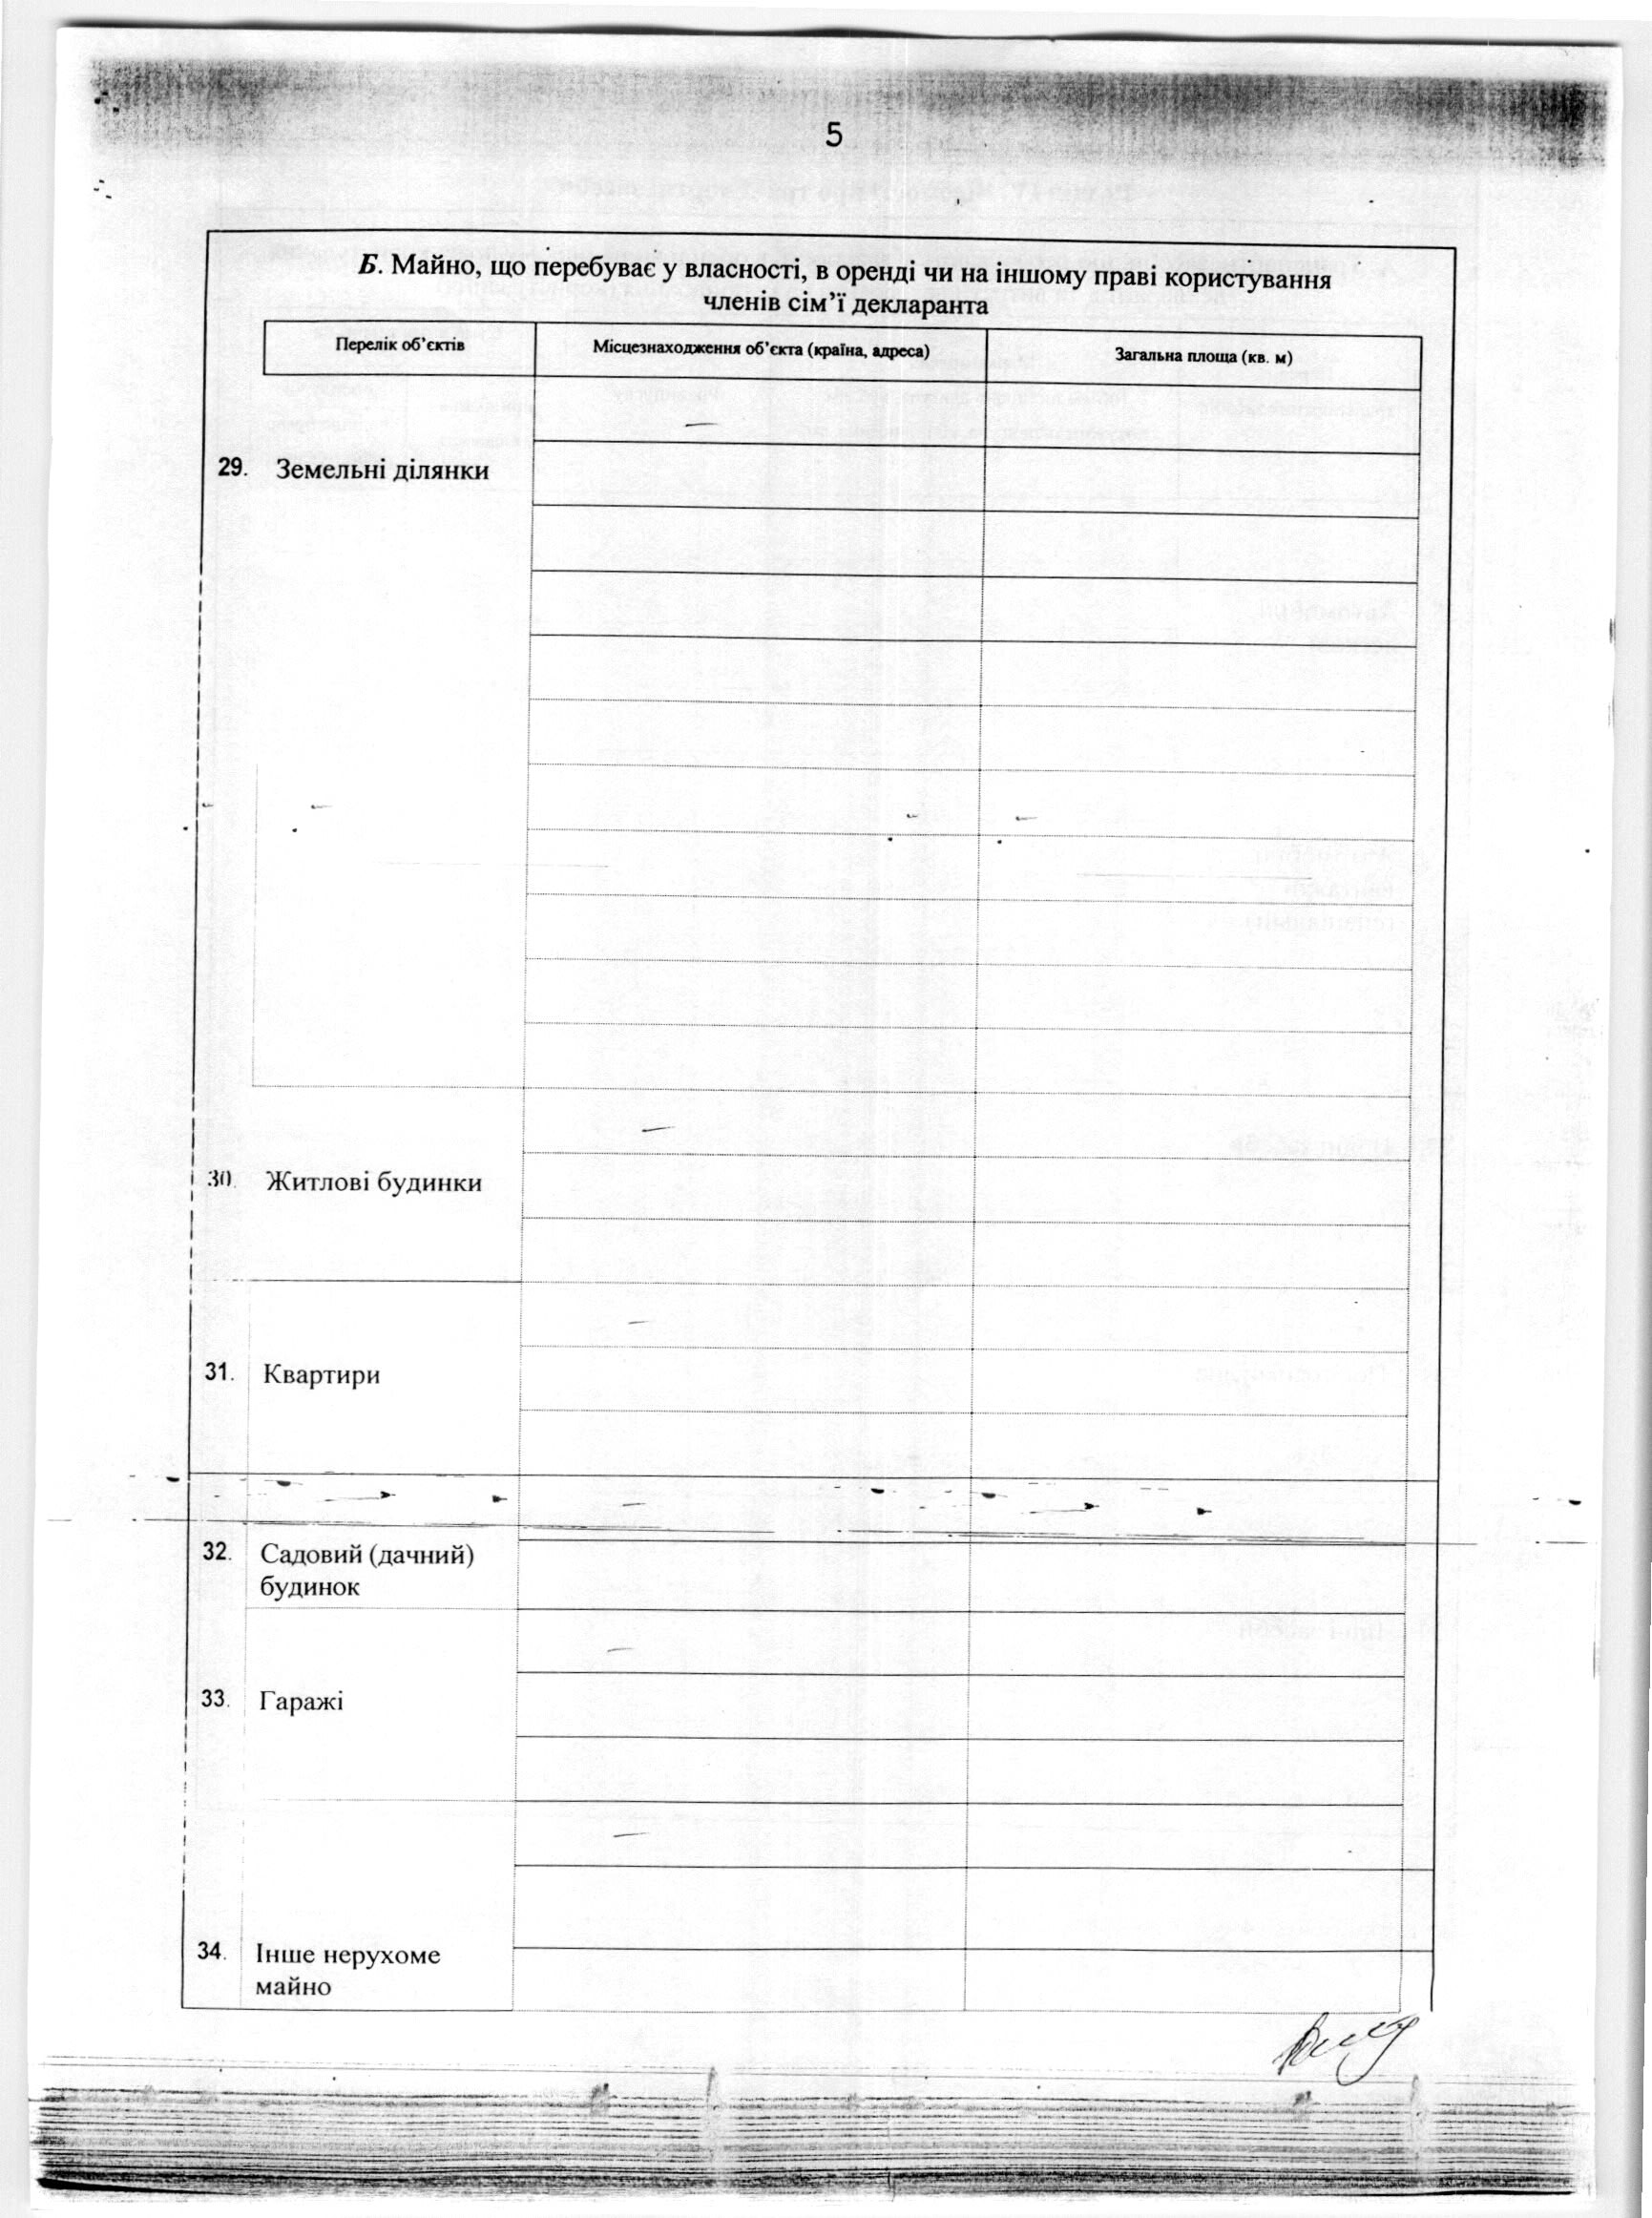 5
Б. Майно, що перебуває у власності, в оренді чи на іншому праві користування
членів сім’ї декларанта
Перелік об’єктів Місцезнаходження об’єкта (країна, адреса) Загальна площа (кв. м)
—
29. Земельні ділянки
—
30. Житлові будинки
—
31. Квартири
—
32. Садовий (дачний)
будинок
—
33. Гаражі
—
34. Інше нерухоме
майно